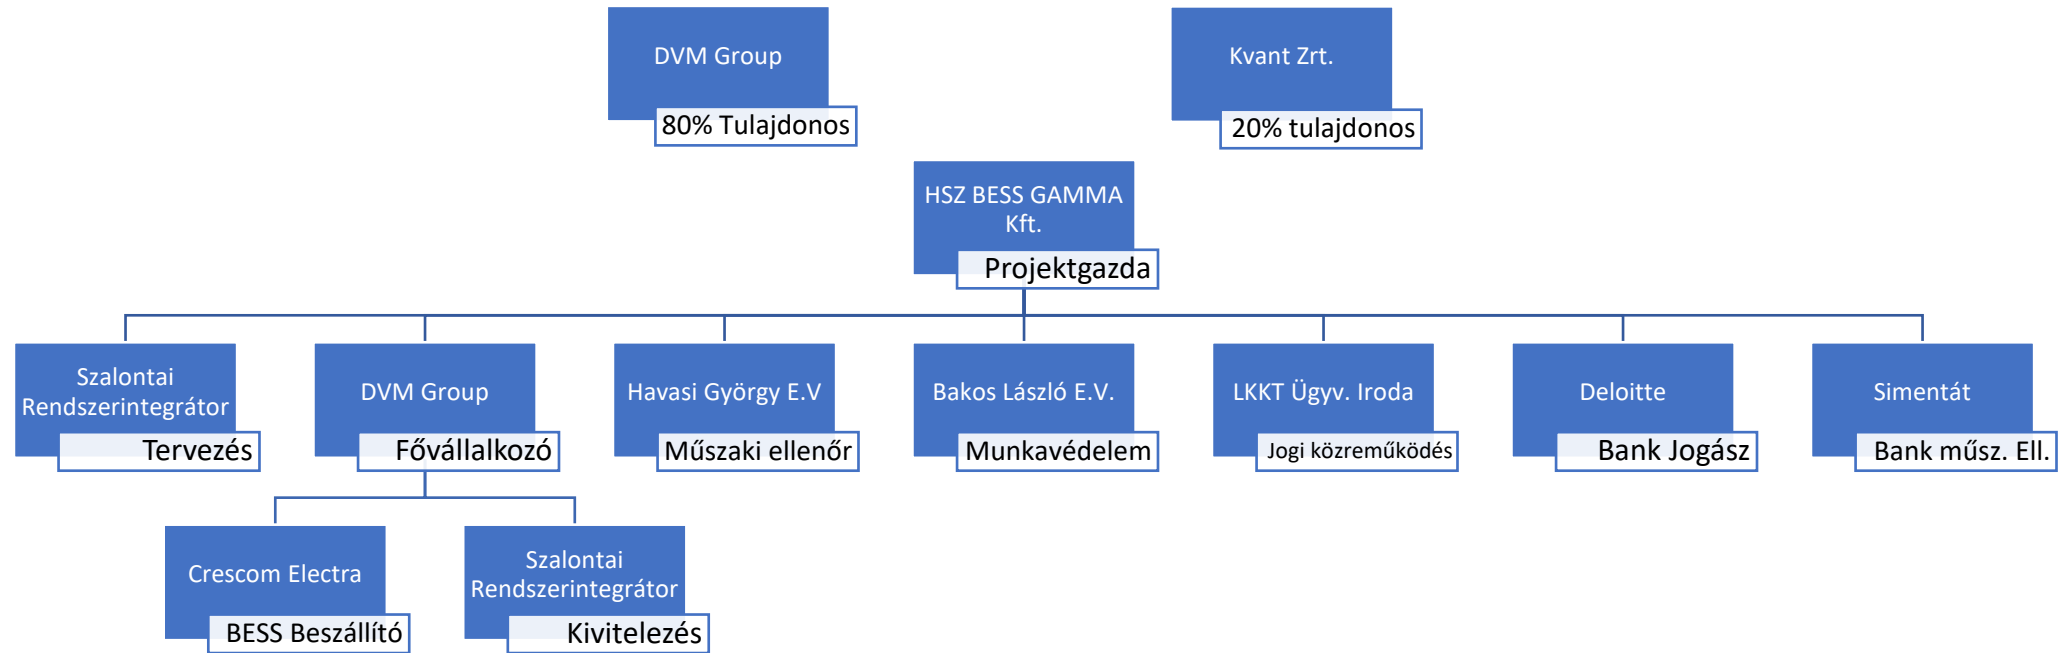 DVM Group
80% Tulajdonos
Kvant Zrt.
20% tulajdonos
HSZ BESS GAMMA
Kft.
Projektgazda
Szalontai
Rendszerintegrátor
Tervezés
DVM Group
Fővállalkozó
Havasi György E.V
Műszaki ellenőr
Bakos László E.V.
Munkavédelem
LKKT Ügyv. Iroda
Jogi közreműködés
Deloitte
Bank Jogász
Simentát
Bank műsz. Ell.
Crescom Electra
BESS Beszállító
Szalontai
Rendszerintegrátor
Kivitelezés